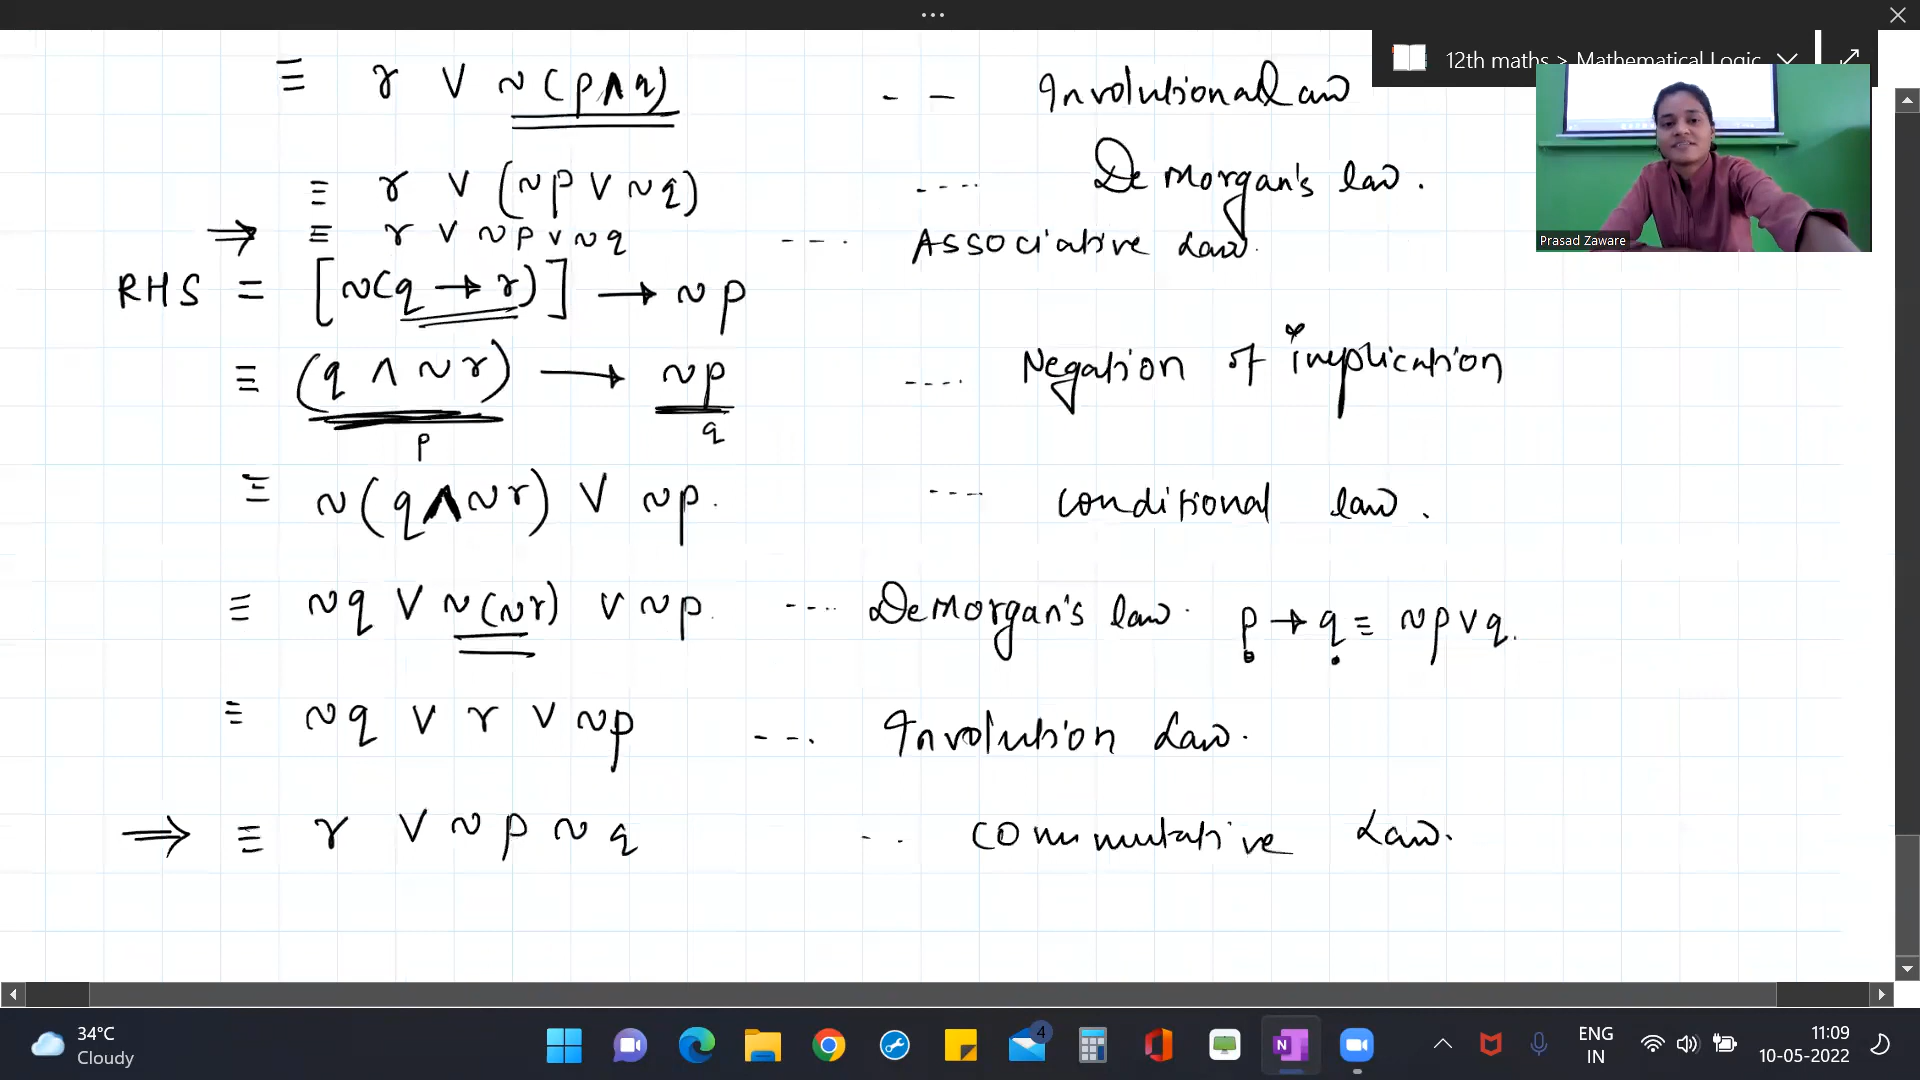 12th maths > Mathematical Logic
≡ r ∨ ~(p∧q) -- Involutional Law
≡ r ∨ (~p ∨ ~q) .... De Morgan's law.
⇒ ≡ r ∨ ~p ∨ ~q ---. Associative Law.
Prasad Zaware
RHS = [~(q → r)] → ~p
≡ (q ∧ ~r) → ~p .... Negation of implication
p q
≡ ~(q ∧ ~r) ∨ ~p. .... conditional law.
≡ ~q ∨ ~(~r) ∨ ~p. .... DeMorgan's law. p → q ≡ ~p ∨ q.
≡ ~q ∨ r ∨ ~p --. Involution Law.
⇒ ≡ r ∨ ~p ~q .. Commutative Law.
34°C
Cloudy
4
N
ENG
IN
11:09
10-05-2022